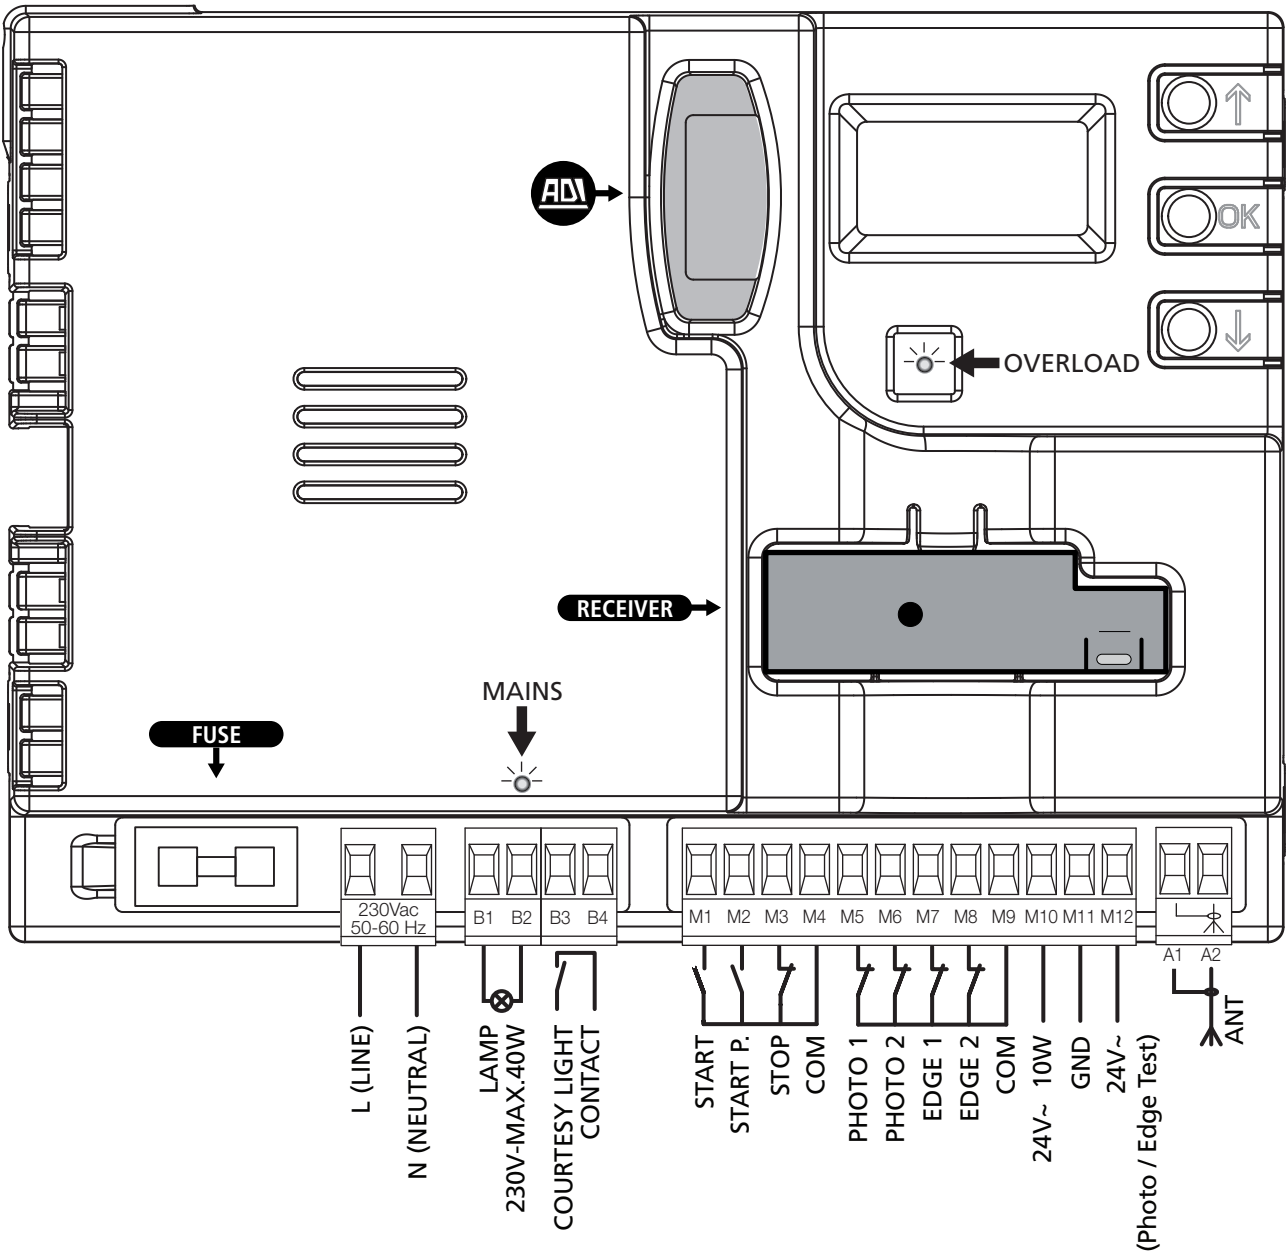 ADI
OK
OVERLOAD
RECEIVER
MAINS
FUSE
230Vac
50-60 Hz
B1 B2 B3 B4
M1 M2 M3 M4 M5 M6 M7 M8 M9 M10 M11 M12
A1 A2
L (LINE)
N (NEUTRAL)
LAMP
230V-MAX.40W
COURTESY LIGHT
CONTACT
START
START P.
STOP
COM
PHOTO 1
PHOTO 2
EDGE 1
EDGE 2
COM
24V~ 10W
GND
24V~
(Photo / Edge Test)
ANT